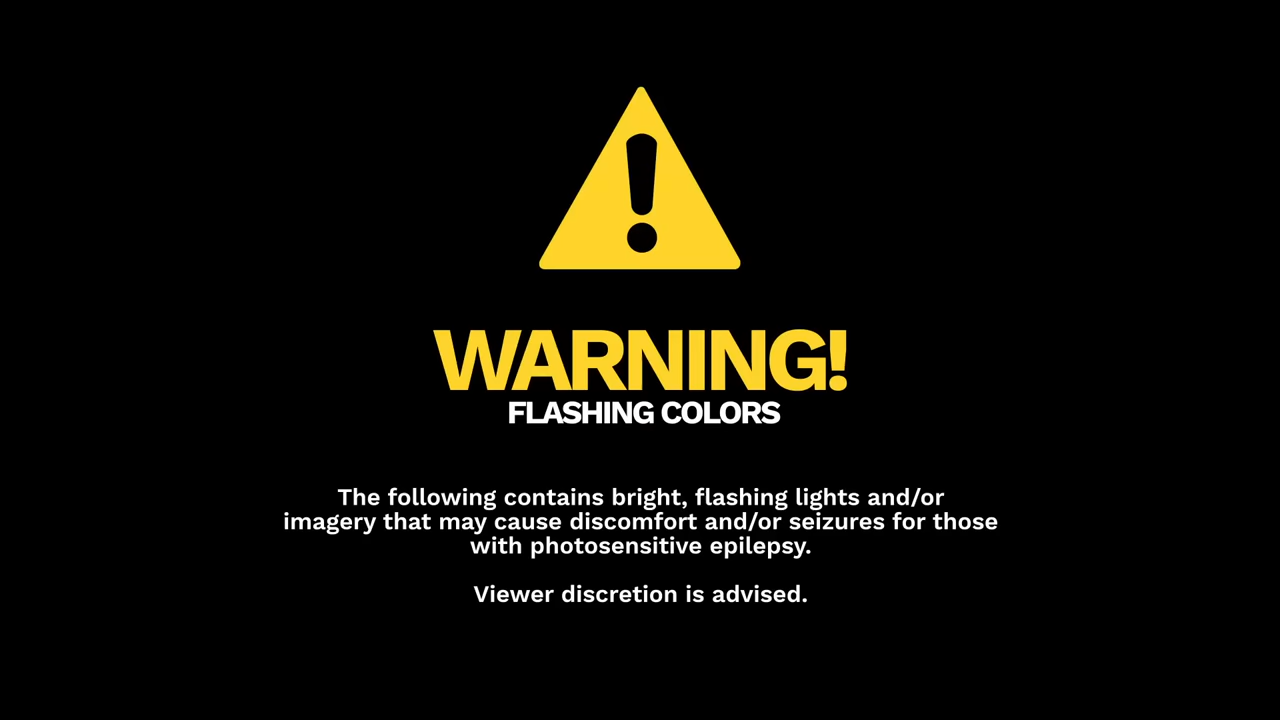 WARNING!
FLASHING COLORS
The following contains bright, flashing lights and/or
imagery that may cause discomfort and/or seizures for those
with photosensitive epilepsy.
Viewer discretion is advised.